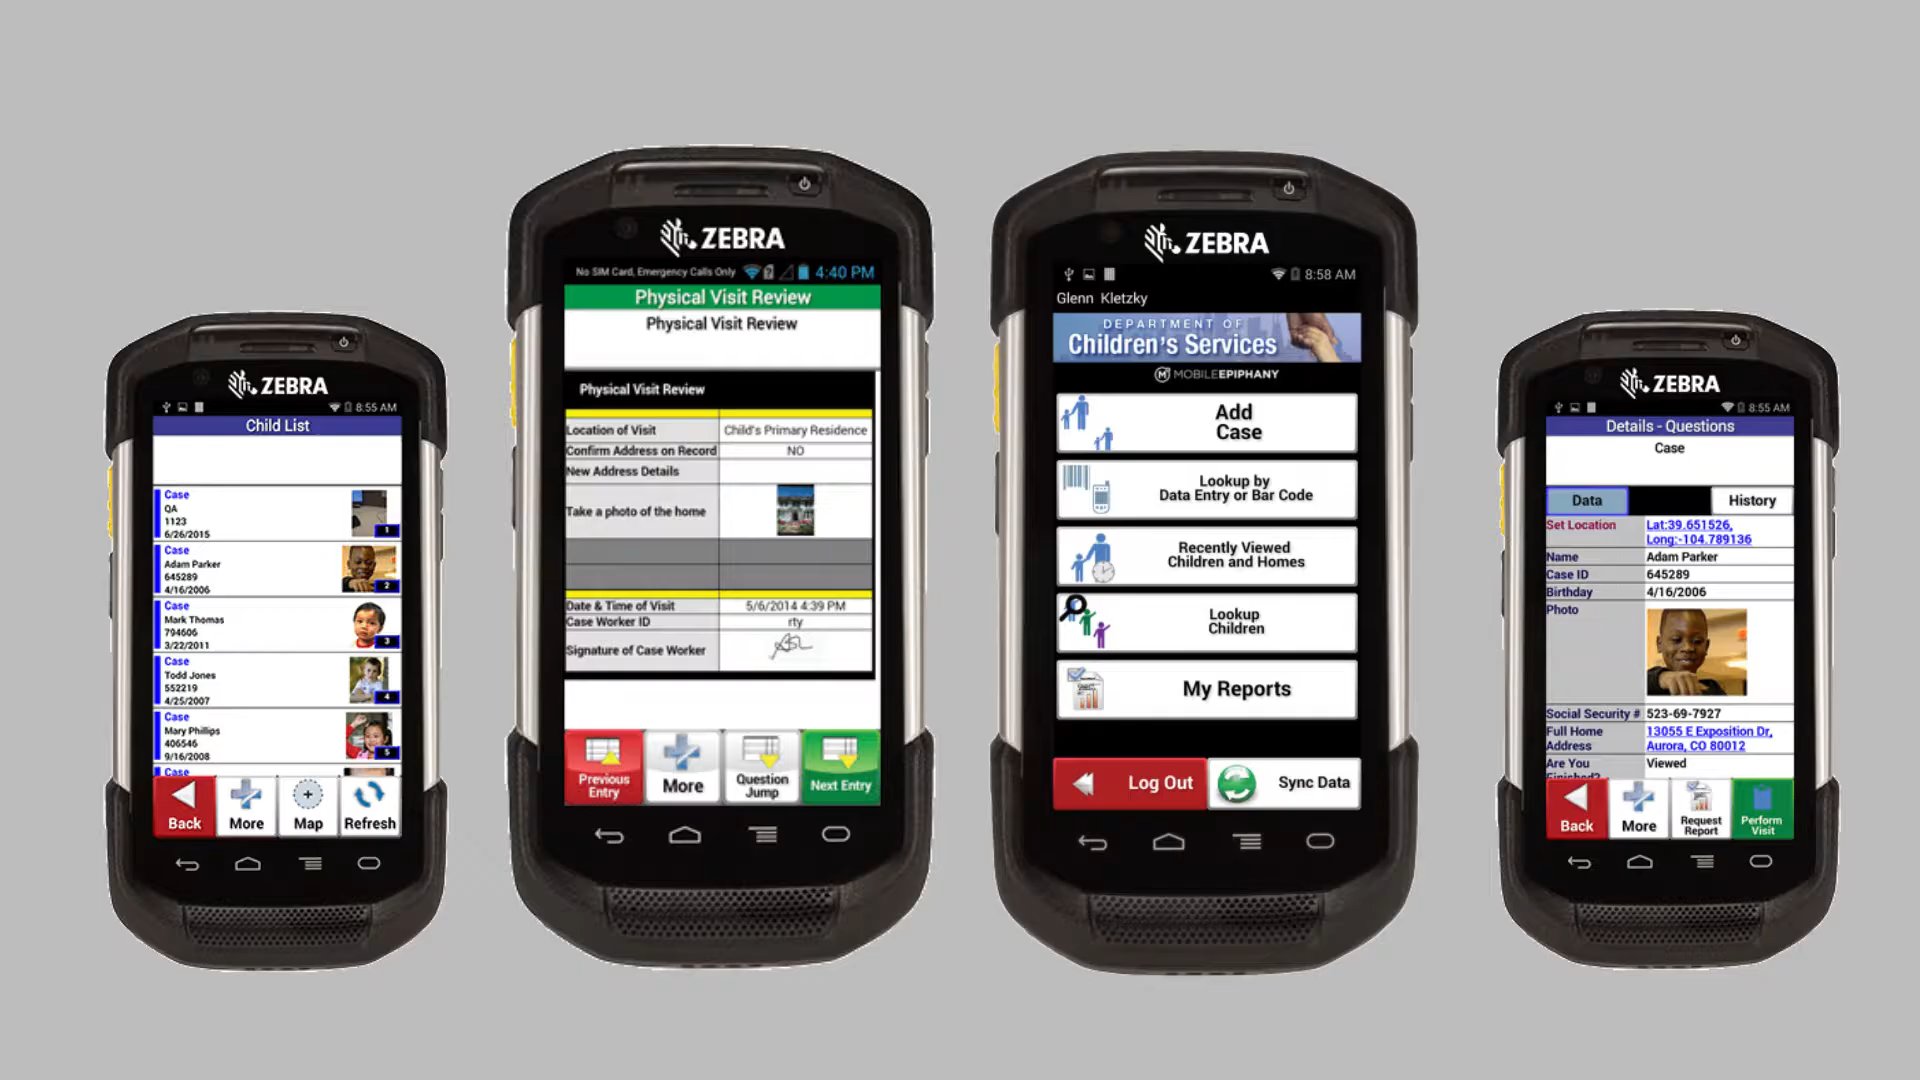 ZEBRA
8:55 AM
Child List
Case
QA
1123
6/26/2015
1
Case
Adam Parker
645289
4/16/2006
2
Case
Mark Thomas
794606
3/22/2011
3
Case
Todd Jones
552219
4/25/2007
4
Case
Mary Phillips
406546
9/16/2008
5
Case
Back
More
Map
Refresh
ZEBRA
No SIM Card, Emergency Calls Only
4:40 PM
Physical Visit Review
Physical Visit Review
Physical Visit Review
Location of Visit Child's Primary Residence
Confirm Address on Record NO
New Address Details
Take a photo of the home
Date & Time of Visit 5/6/2014 4:39 PM
Case Worker ID rty
Signature of Case Worker
Previous
Entry
More
Question
Jump
Next Entry
ZEBRA
8:58 AM
Glenn Kletzky
DEPARTMENT OF
Children's Services
MOBILEEPIPHANY
Add
Case
Lookup by
Data Entry or Bar Code
Recently Viewed
Children and Homes
Lookup
Children
My Reports
Log Out
Sync Data
ZEBRA
8:55 AM
Details - Questions
Case
Data
History
Set Location Lat:39.651526,
Long:-104.789136
Name Adam Parker
Case ID 645289
Birthday 4/16/2006
Photo
Social Security # 523-69-7927
Full Home 13055 E Exposition Dr,
Address Aurora, CO 80012
Are You Viewed
Finished?
Back
More
Request
Report
Perform
Visit